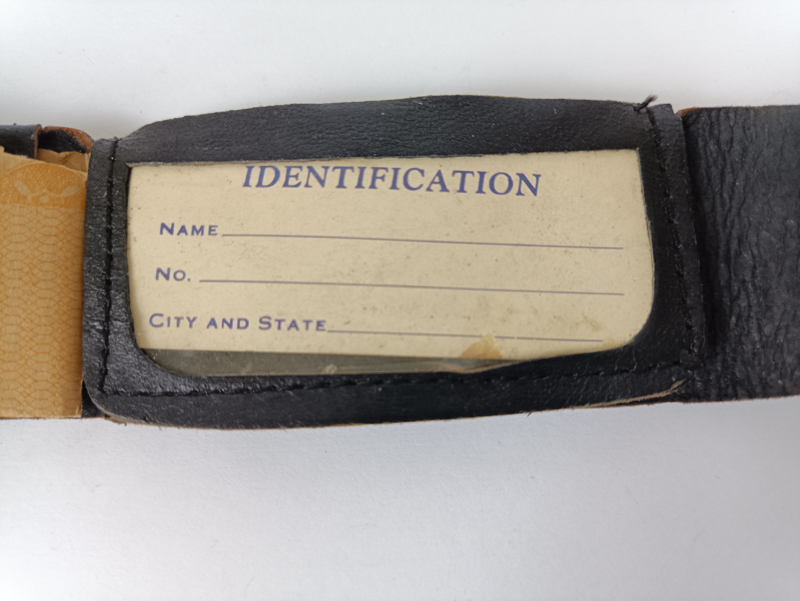 IDENTIFICATION
NAME
NO.
CITY AND STATE